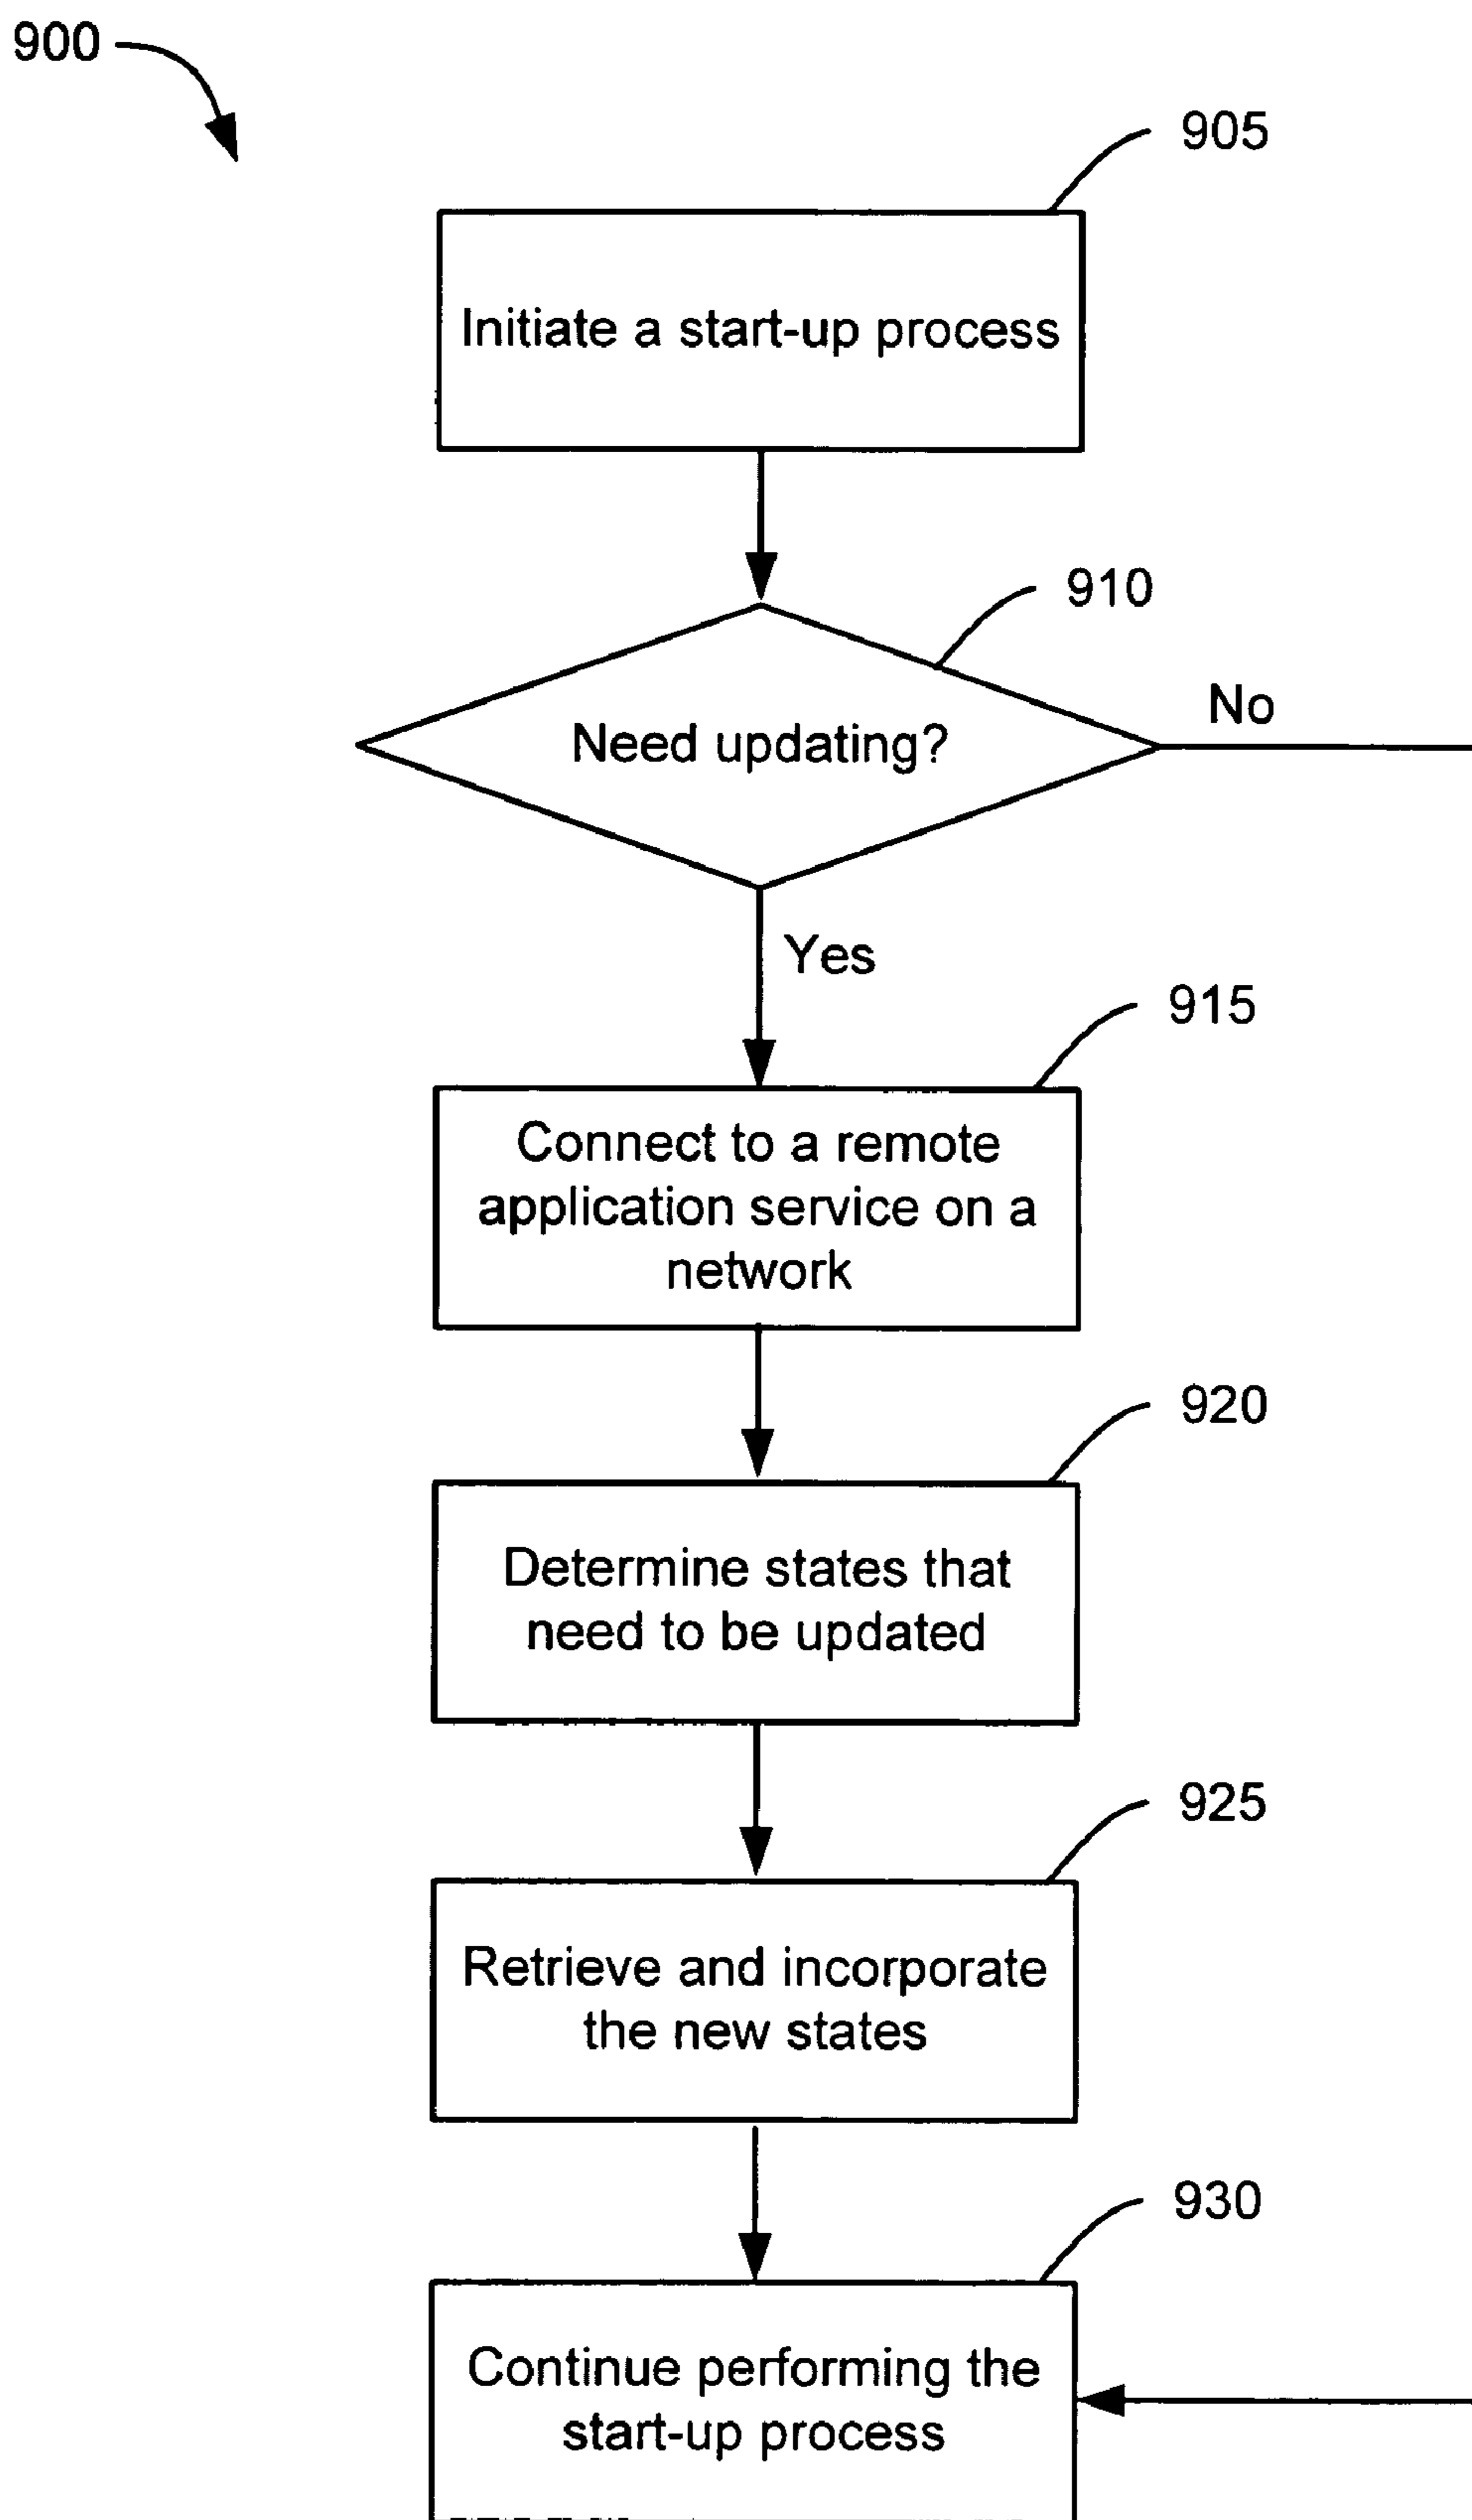 900
905
Initiate a start-up process
910
Need updating?
No
Yes
915
Connect to a remote
application service on a
network
920
Determine states that
need to be updated
925
Retrieve and incorporate
the new states
930
Continue performing the
start-up process